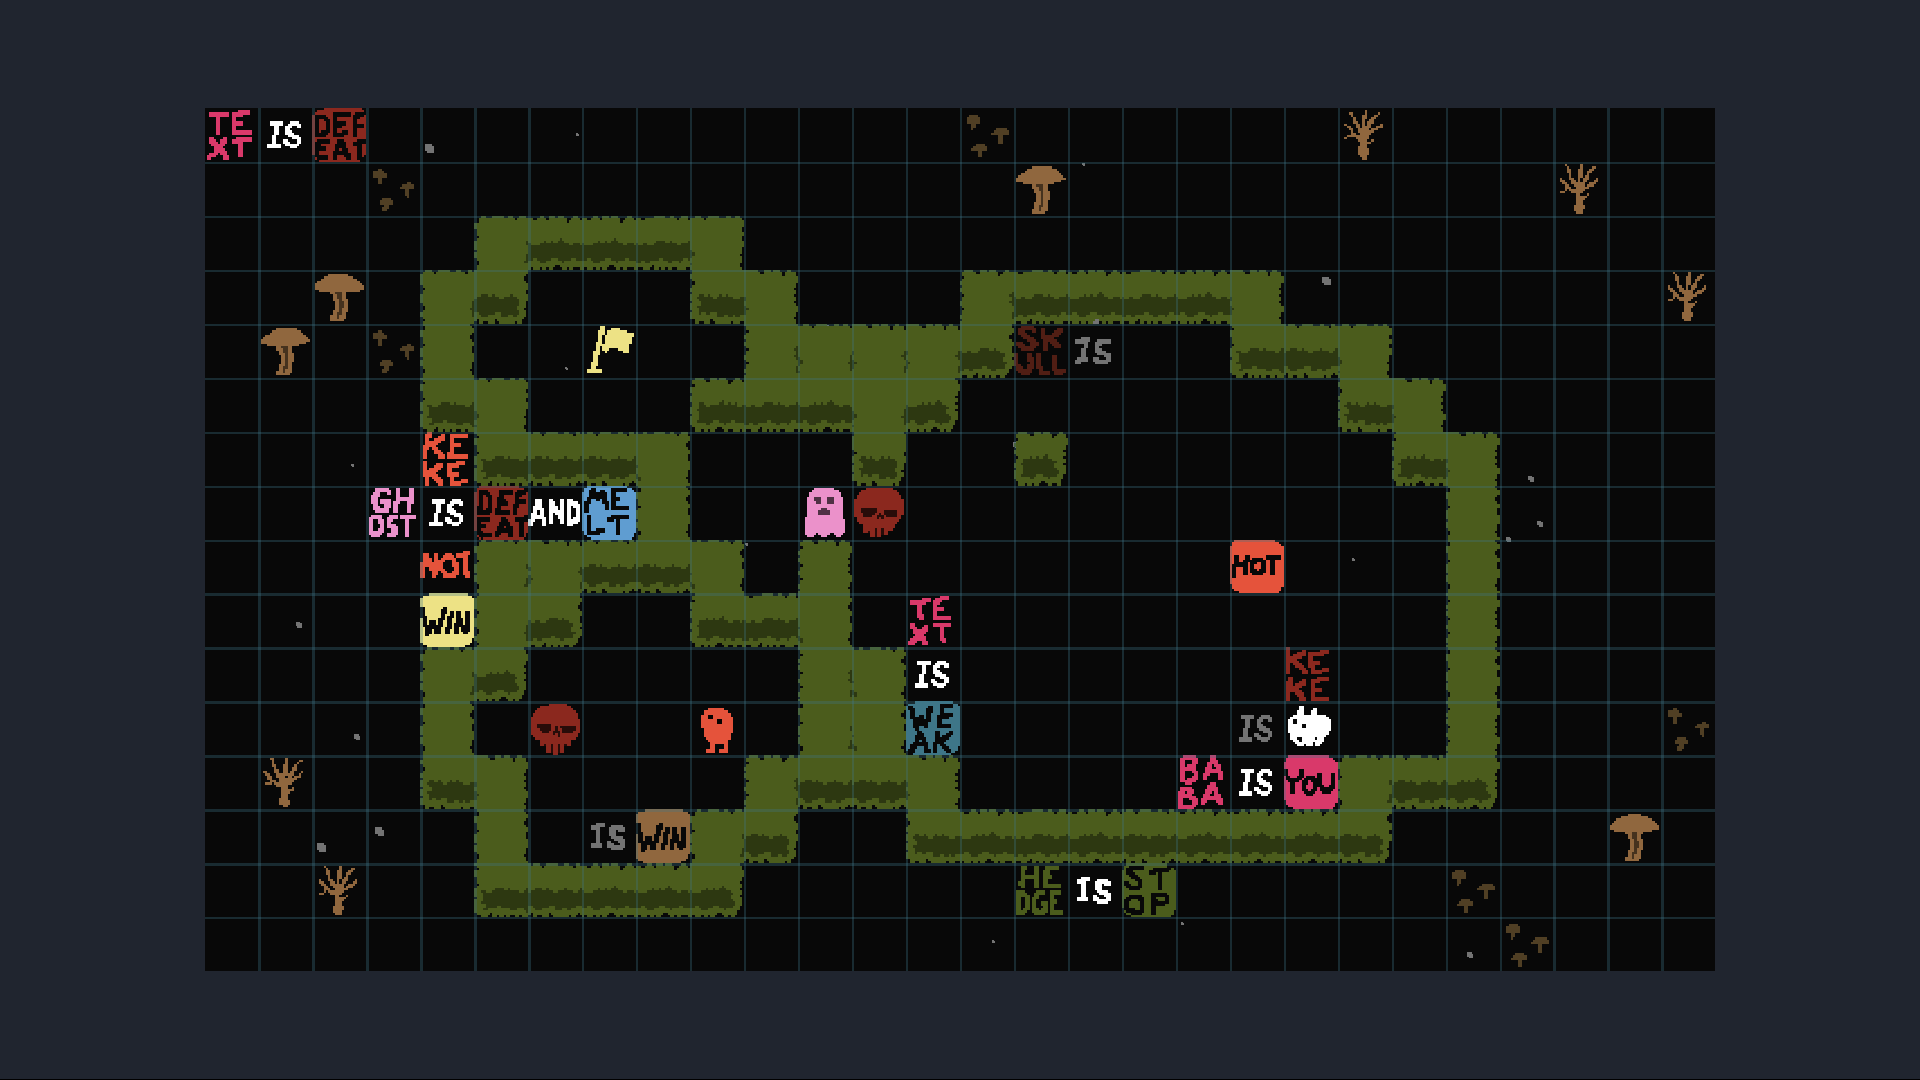 TEXT IS DEFEAT
SKULL IS
KEKE
GHOST IS DEFEAT AND MELT
NOT
HOT
WIN
TEXT
IS
KEKE
WEAK
IS
BABA IS YOU
IS WIN
HEDGE IS STOP